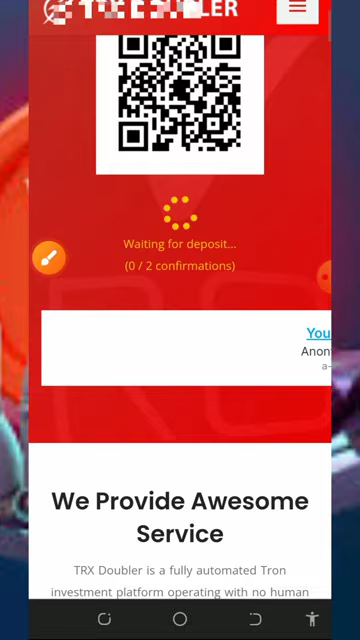 Waiting for deposit...
(0 / 2 confirmations)
You
Anon
a-
We Provide Awesome
Service
TRX Doubler is a fully automated Tron
investment platform operating with no human